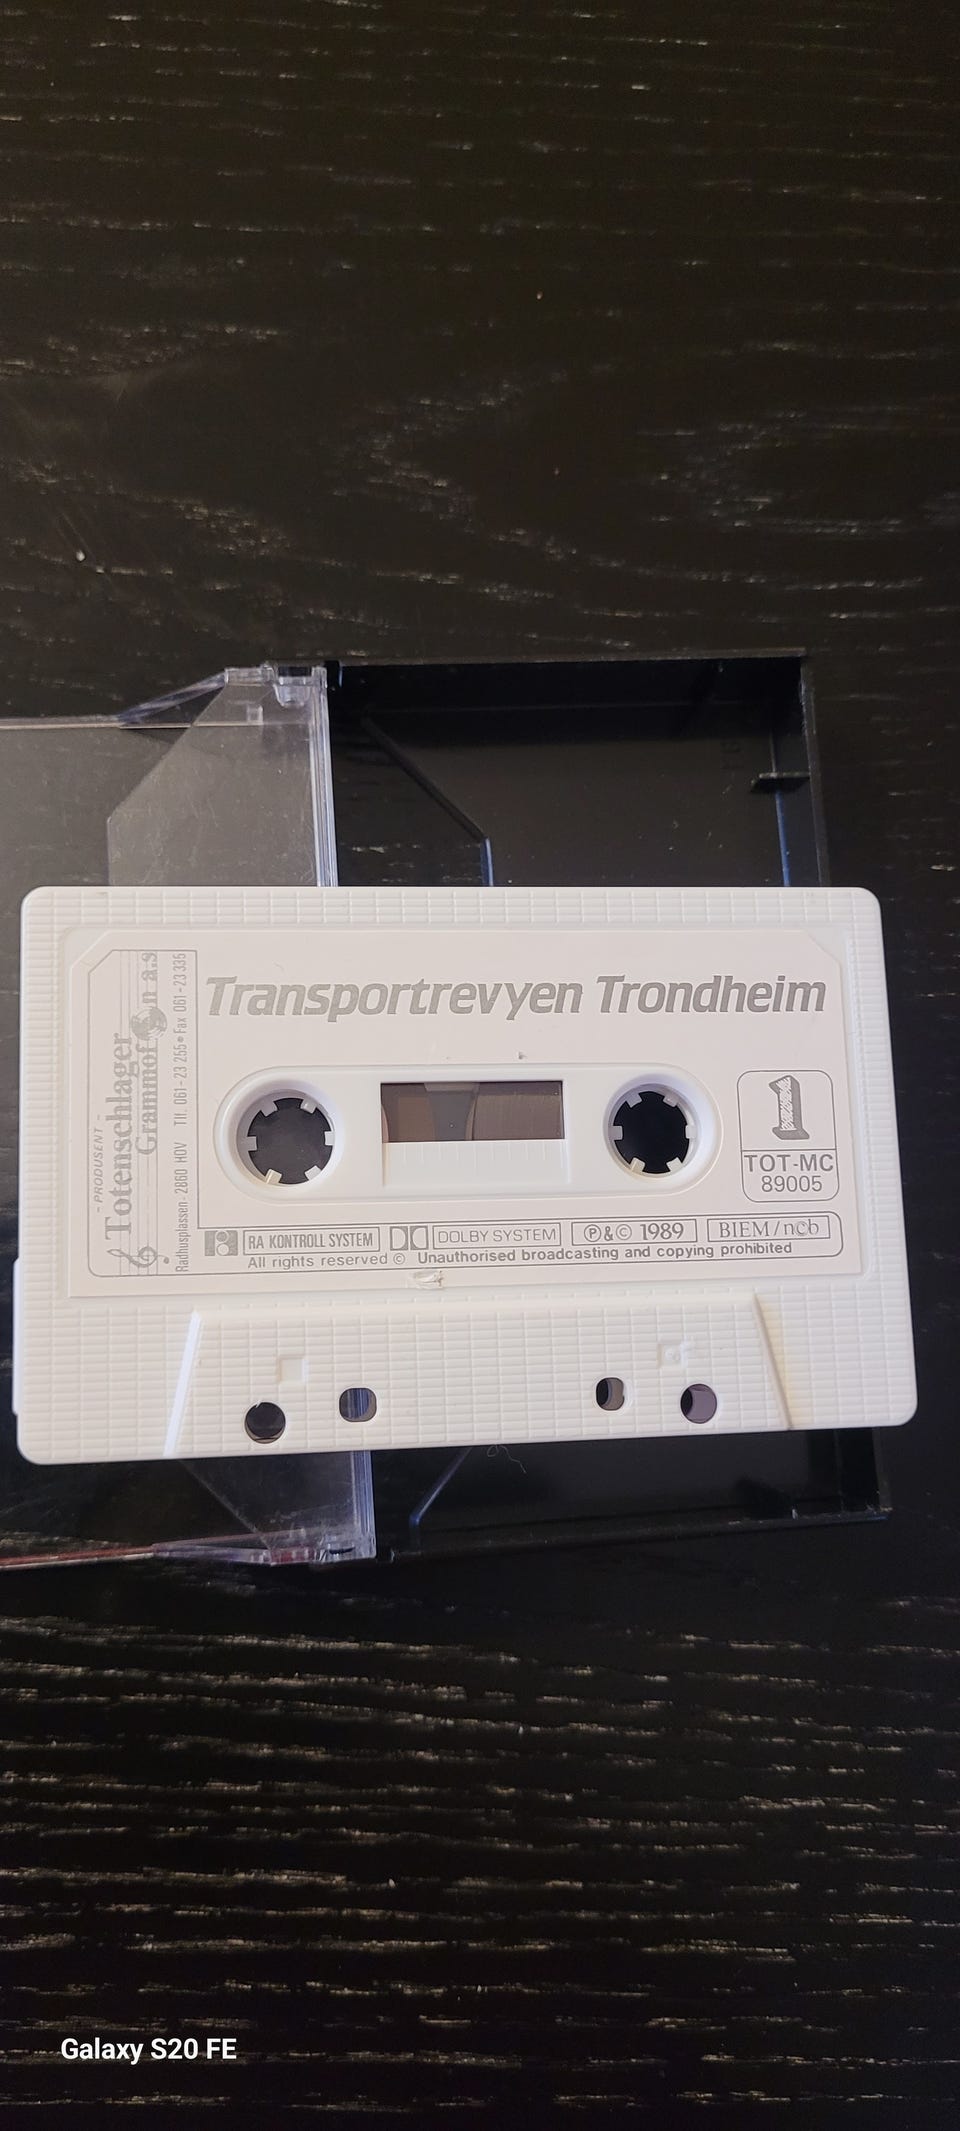 Transportrevyen Trondheim
- PRODUSENT -
Totenschlager
Grammofon a.s
Rådhusplassen - 2860 HOV Tlf. 061 - 23 255 • Fax 061 - 23 335
1
TOT-MC
89005
RA KONTROLL SYSTEM DOLBY SYSTEM Ⓟ&© 1989 BIEM/ncb
All rights reserved © Unauthorised broadcasting and copying prohibited
Galaxy S20 FE